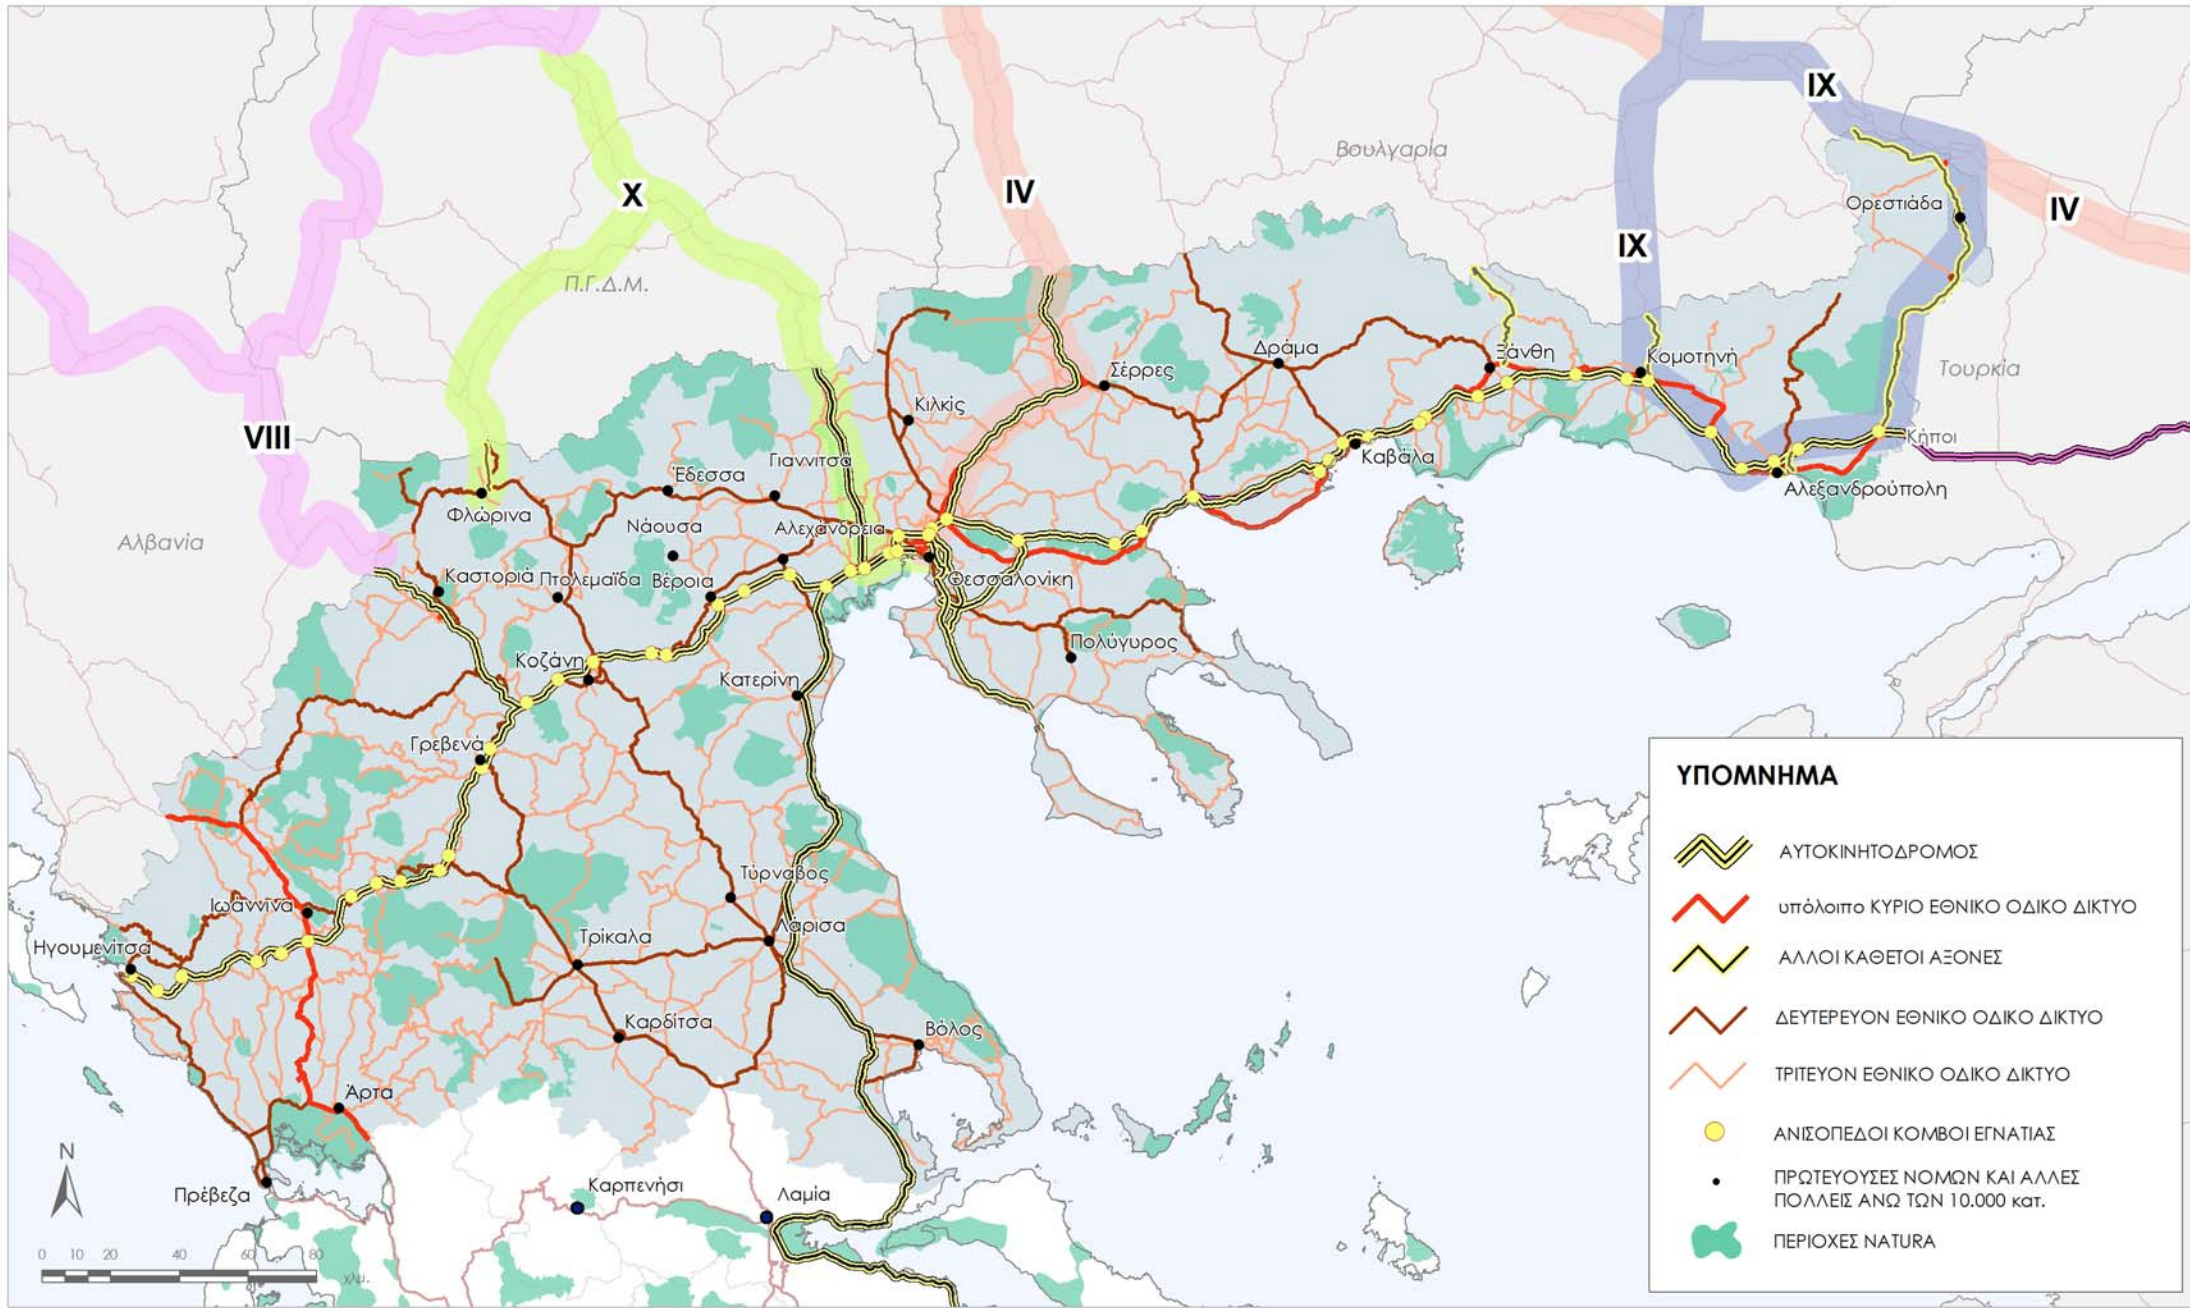 IX
Βουλγαρία
X
IV
Ορεστιάδα
IV
IX
Π.Γ.Δ.Μ.
Δράμα
Ξάνθη
Κομοτηνή
Τουρκία
Σέρρες
Κιλκίς
VIII
Κήποι
Γιαννιτσά
Καβάλα
Έδεσσα
Αλεξανδρούπολη
Φλώρινα
Νάουσα
Αλεχάνδρεια
Αλβανία
Καστοριά
Πτολεμαϊδα
Βέροια
Θεσσαλονίκη
Πολύγυρος
Κοζάνη
Κατερίνη
Γρεβενά
ΥΠΟΜΝΗΜΑ
ΑΥΤΟΚΙΝΗΤΟΔΡΟΜΟΣ
Τύρναβος
Ιωάννινα
υπόλοιπο ΚΥΡΙΟ ΕΘΝΙΚΟ ΟΔΙΚΟ ΔΙΚΤΥΟ
Λάρισα
Τρίκαλα
Ηγουμενίτσα
ΑΛΛΟΙ ΚΑΘΕΤΟΙ ΑΞΟΝΕΣ
Καρδίτσα
Βόλος
ΔΕΥΤΕΡΕΥΟΝ ΕΘΝΙΚΟ ΟΔΙΚΟ ΔΙΚΤΥΟ
ΤΡΙΤΕΥΟΝ ΕΘΝΙΚΟ ΟΔΙΚΟ ΔΙΚΤΥΟ
Άρτα
ΑΝΙΣΟΠΕΔΟΙ ΚΟΜΒΟΙ ΕΓΝΑΤΙΑΣ
N
Πρέβεζα
Καρπενήσι
Λαμία
ΠΡΩΤΕΥΟΥΣΕΣ ΝΟΜΩΝ ΚΑΙ ΑΛΛΕΣ
ΠΟΛΛΕΙΣ ΑΝΩ ΤΩΝ 10.000 κατ.
ΠΕΡΙΟΧΕΣ NATURA
0 10 20 40 60 80
χλμ.